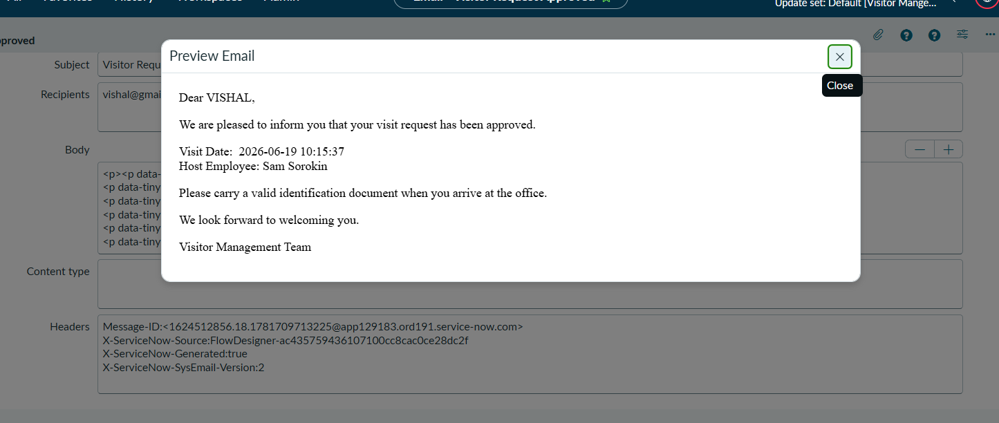 Update set: Default [Visitor Mange...
proved
Preview Email
Close
Subject
Visitor Requ
Recipients
vishal@gmai
Dear VISHAL,
We are pleased to inform you that your visit request has been approved.
Visit Date: 2026-06-19 10:15:37
Host Employee: Sam Sorokin
Please carry a valid identification document when you arrive at the office.
We look forward to welcoming you.
Visitor Management Team
Body
<p><p data-
<p data-tiny
<p data-tiny
<p data-tiny
<p data-tiny
<p data-tiny
Content type
Headers
Message-ID:<1624512856.18.1781709713225@app129183.ord191.service-now.com>
X-ServiceNow-Source:FlowDesigner-ac435759436107100cc8cac0ce28dc2f
X-ServiceNow-Generated:true
X-ServiceNow-SysEmail-Version:2